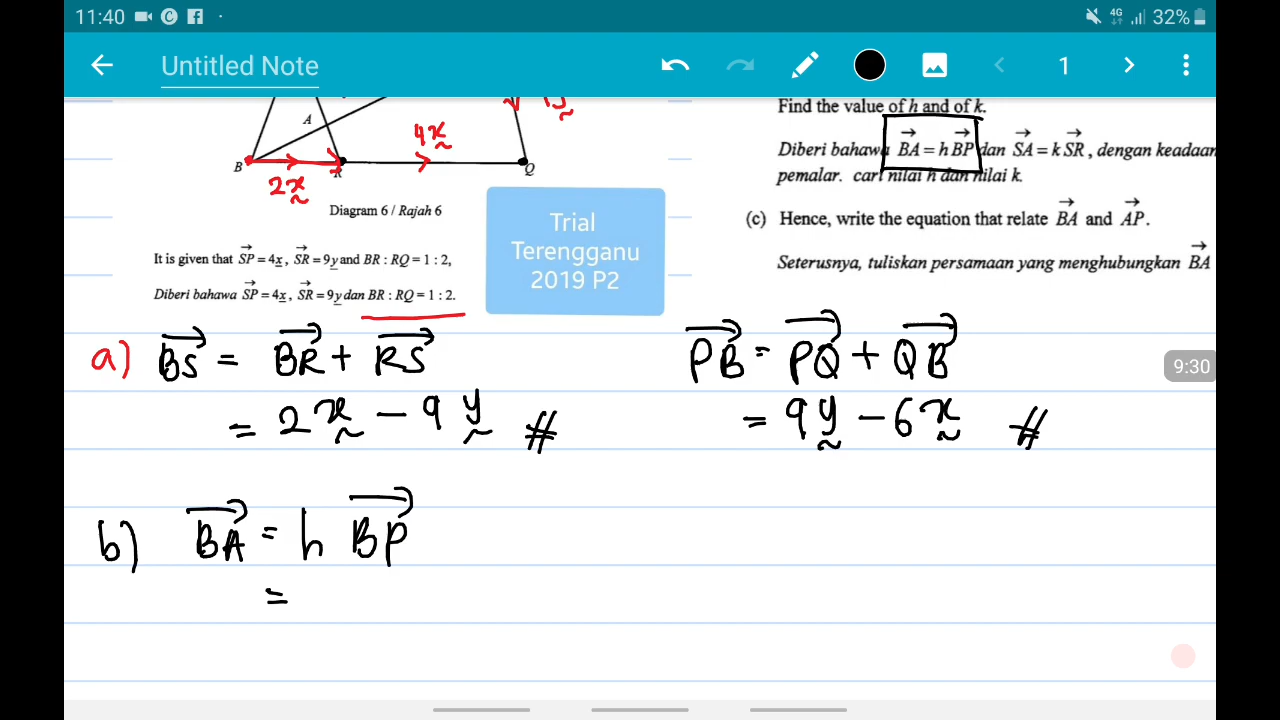 11:40
4G 32%
Untitled Note
1
A
4x
B
R
Q
2x
Diagram 6 / Rajah 6
It is given that SP = 4x, SR = 9y and BR : RQ = 1 : 2,
Diberi bahawa SP = 4x, SR = 9y dan BR : RQ = 1 : 2.
Trial
Terengganu
2019 P2
Find the value of h and of k.
Diberi bahawa BA = h BP dan SA = k SR, dengan keadaan
pemalar. cari nilai h dan nilai k.
(c) Hence, write the equation that relate BA and AP.
Seterusnya, tuliskan persamaan yang menghubungkan BA
a) BS = BR + RS
= 2x - 9y #
PB = PQ + QB
= 9y - 6x #
9:30
b) BA = h BP
=